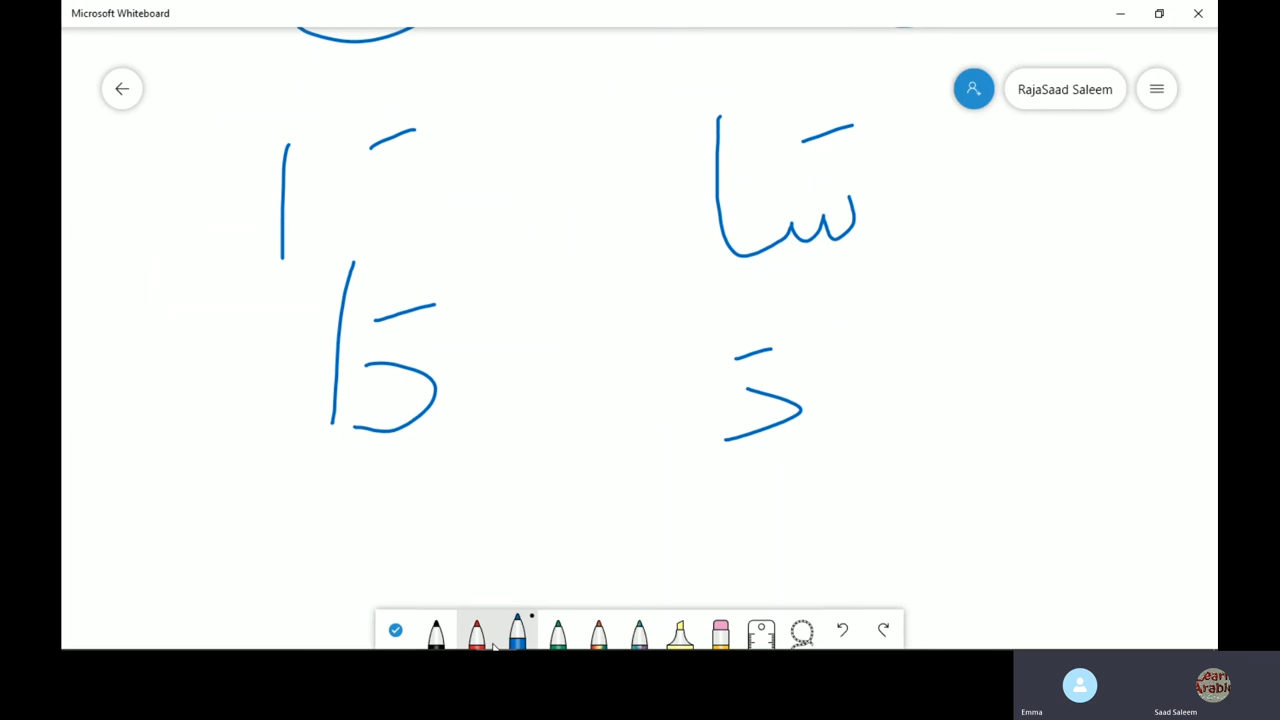 Microsoft Whiteboard
RajaSaad Saleem
سَا ـَ ا
دَ دَا
Emma
Saad Saleem